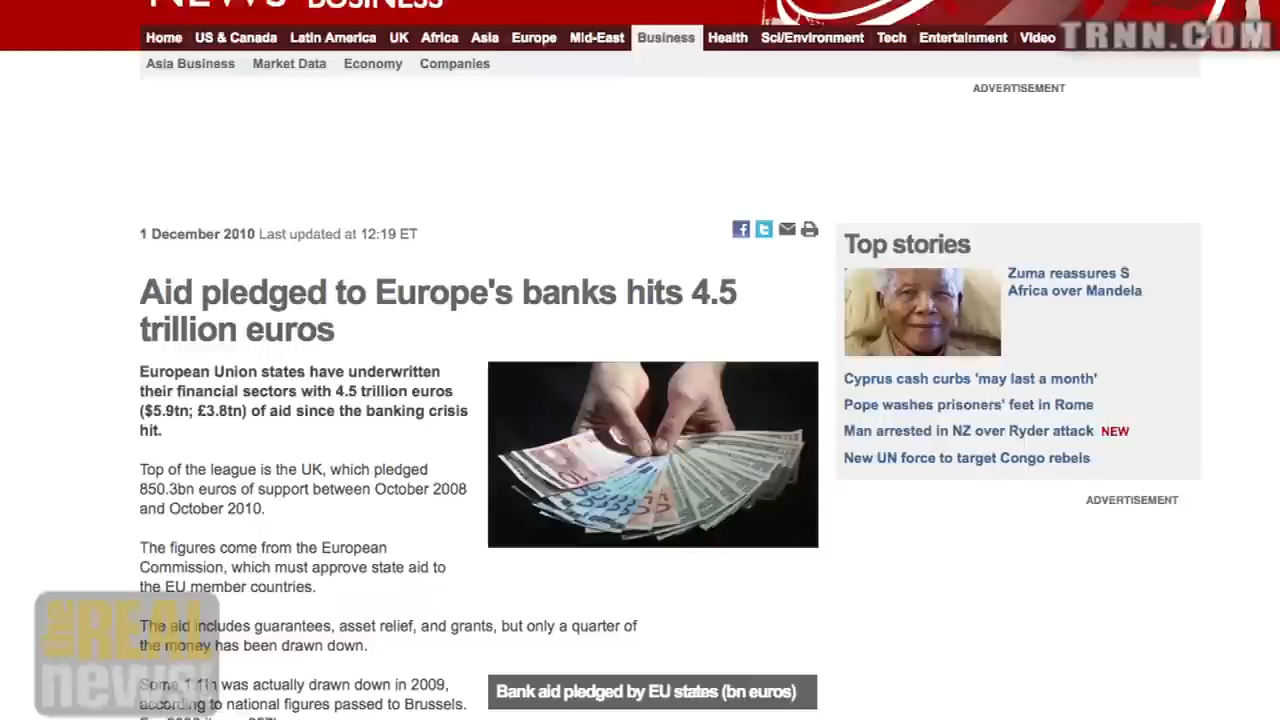 NEWS BUSINESS
TRNN.COM
Home US & Canada Latin America UK Africa Asia Europe Mid-East Business Health Sci/Environment Tech Entertainment Video
Asia Business Market Data Economy Companies
ADVERTISEMENT
1 December 2010 Last updated at 12:19 ET
Aid pledged to Europe's banks hits 4.5
trillion euros
European Union states have underwritten
their financial sectors with 4.5 trillion euros
($5.9tn; £3.8tn) of aid since the banking crisis
hit.
Top of the league is the UK, which pledged
850.3bn euros of support between October 2008
and October 2010.
The figures come from the European
Commission, which must approve state aid to
the EU member countries.
The aid includes guarantees, asset relief, and grants, but only a quarter of
the money has been drawn down.
Some 1.1tn was actually drawn down in 2009,
according to national figures passed to Brussels.
Bank aid pledged by EU states (bn euros)
Top stories
Zuma reassures S
Africa over Mandela
Cyprus cash curbs 'may last a month'
Pope washes prisoners' feet in Rome
Man arrested in NZ over Ryder attack NEW
New UN force to target Congo rebels
ADVERTISEMENT
the REAL
news